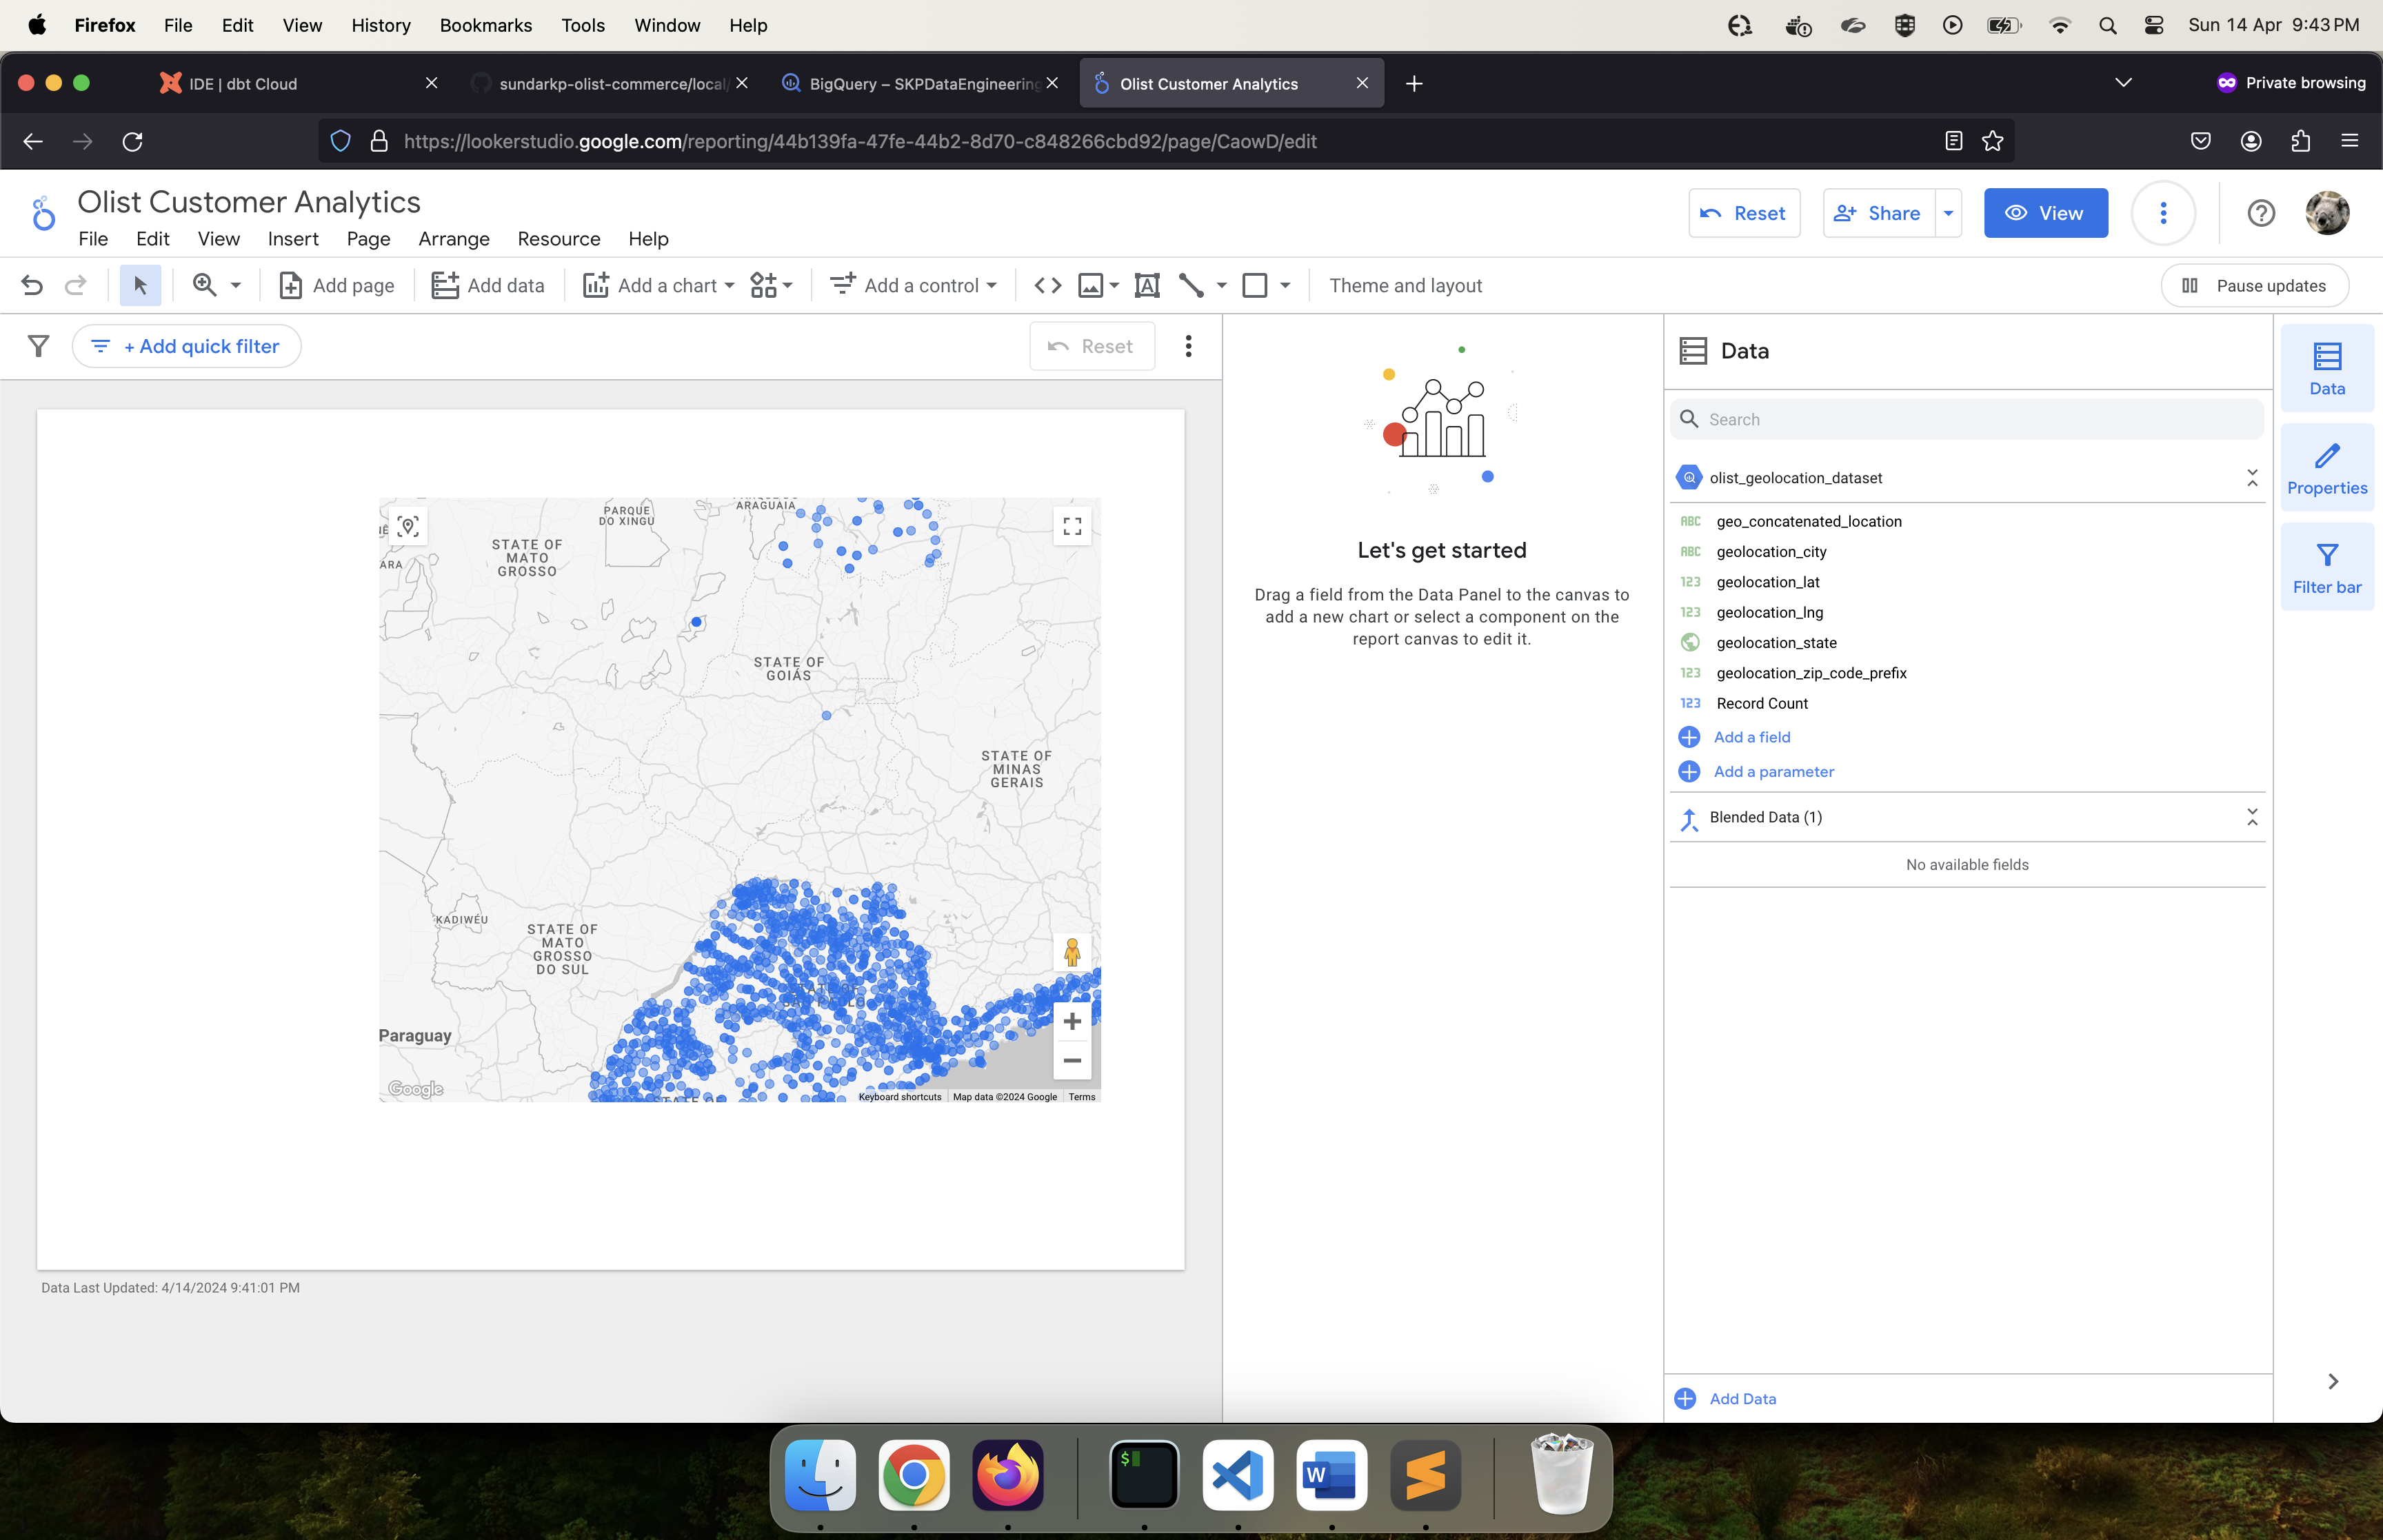 Firefox File Edit View History Bookmarks Tools Window Help
Sun 14 Apr 9:43 PM
IDE | dbt Cloud
sundarkp-olist-commerce/local/
BigQuery – SKPDataEngineering
Olist Customer Analytics
Private browsing
https://lookerstudio.google.com/reporting/44b139fa-47fe-44b2-8d70-c848266cbd92/page/CaowD/edit
Olist Customer Analytics
File Edit View Insert Page Arrange Resource Help
Reset
Share
View
Add page
Add data
Add a chart
Add a control
Theme and layout
Pause updates
+ Add quick filter
Reset
PARQUE
DO XINGU
ARAGUAIA
STATE OF
MATO
GROSSO
ARA
STATE OF
GOIÁS
STATE OF
MINAS
GERAIS
KADIWÉU
STATE OF
MATO
GROSSO
DO SUL
STATE OF
SÃO PAULO
Paraguay
STATE OF
Google
Keyboard shortcuts
Map data ©2024 Google
Terms
Data Last Updated: 4/14/2024 9:41:01 PM
Let's get started
Drag a field from the Data Panel to the canvas to
add a new chart or select a component on the
report canvas to edit it.
Data
Search
olist_geolocation_dataset
ABC geo_concatenated_location
ABC geolocation_city
123 geolocation_lat
123 geolocation_lng
geolocation_state
123 geolocation_zip_code_prefix
123 Record Count
Add a field
Add a parameter
Blended Data (1)
No available fields
Add Data
Data
Properties
Filter bar
$
W